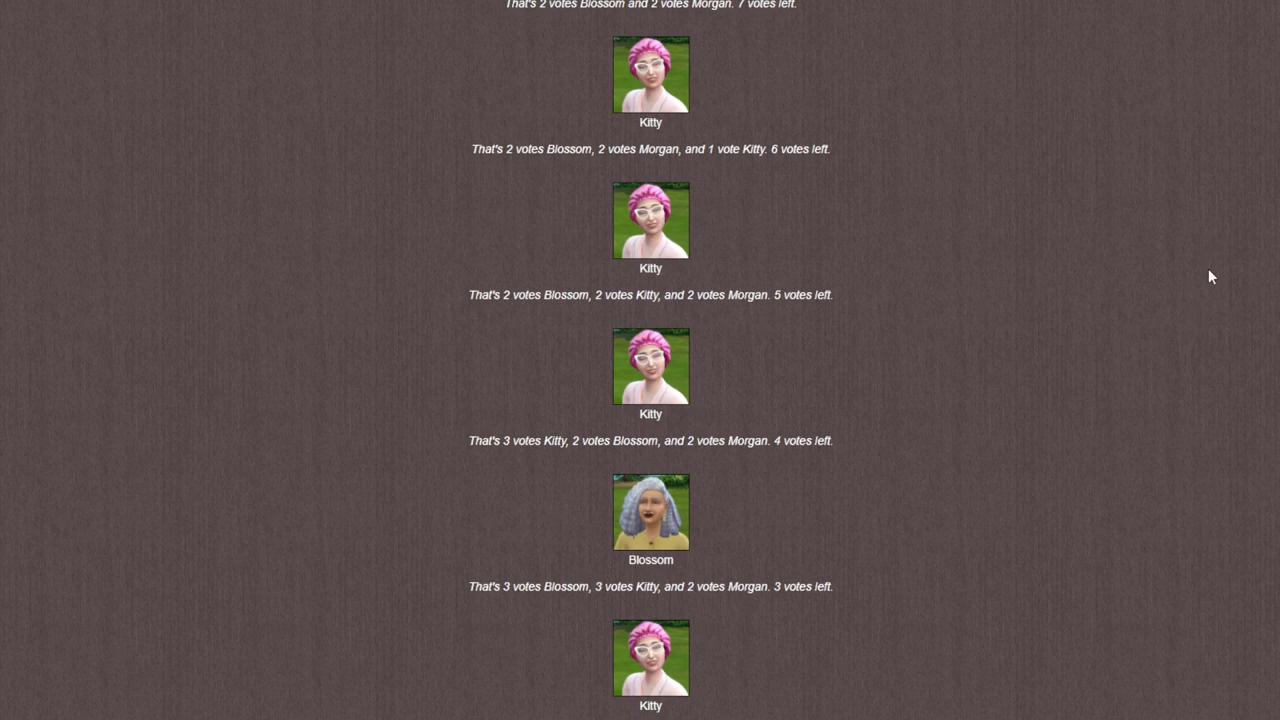 That's 2 votes Blossom and 2 votes Morgan. 7 votes left.
Kitty
That's 2 votes Blossom, 2 votes Morgan, and 1 vote Kitty. 6 votes left.
Kitty
That's 2 votes Blossom, 2 votes Kitty, and 2 votes Morgan. 5 votes left.
Kitty
That's 3 votes Kitty, 2 votes Blossom, and 2 votes Morgan. 4 votes left.
Blossom
That's 3 votes Blossom, 3 votes Kitty, and 2 votes Morgan. 3 votes left.
Kitty